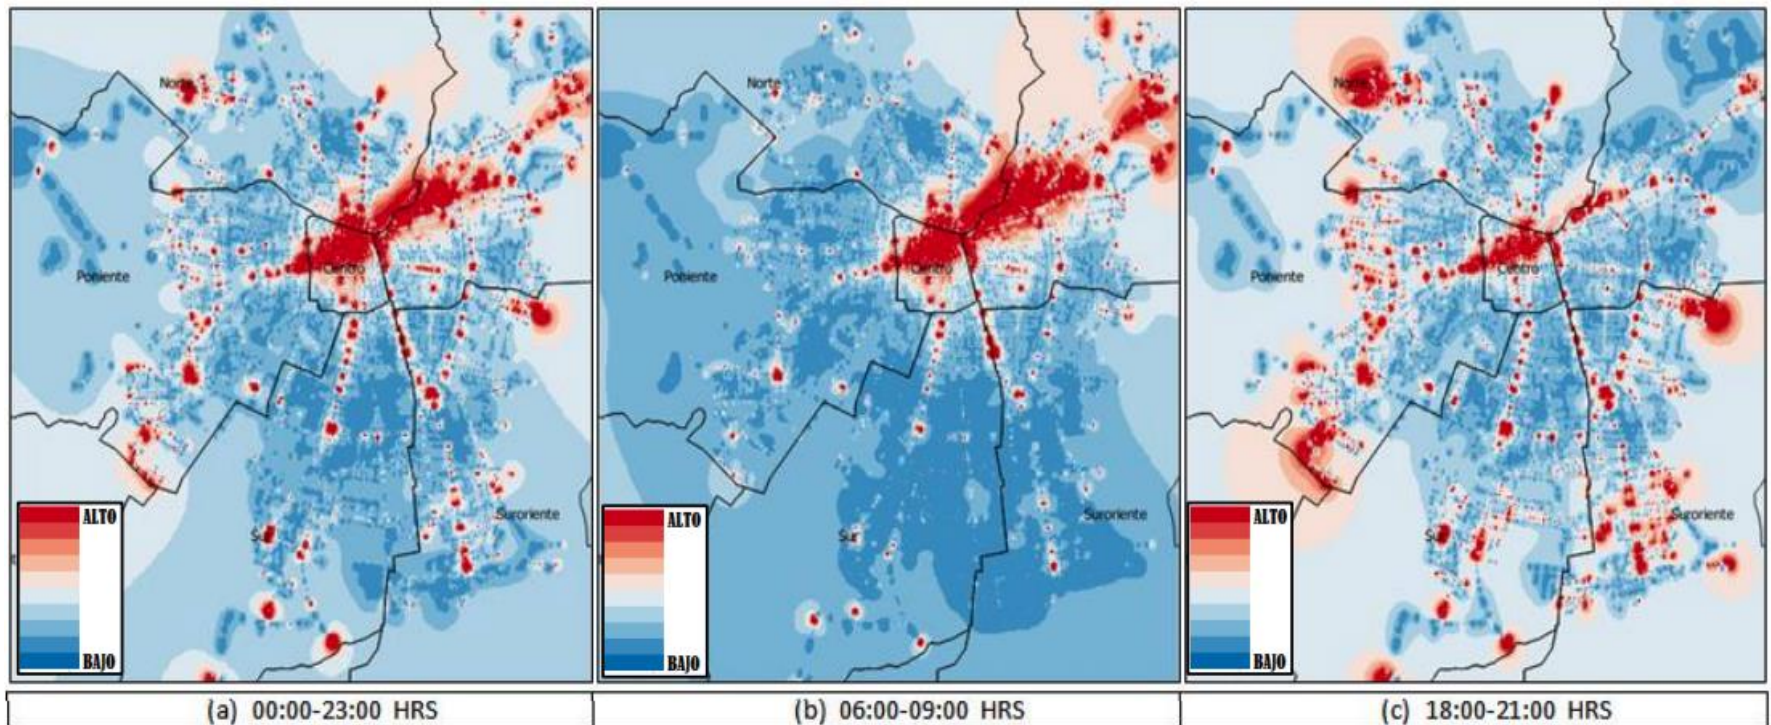 Norte
Centro
Poniente
Suroriente
Sur
ALTO
BAJO
Norte
Centro
Poniente
Suroriente
Sur
ALTO
BAJO
Norte
Centro
Poniente
Suroriente
Sur
ALTO
BAJO
(a) 00:00-23:00 HRS
(b) 06:00-09:00 HRS
(c) 18:00-21:00 HRS